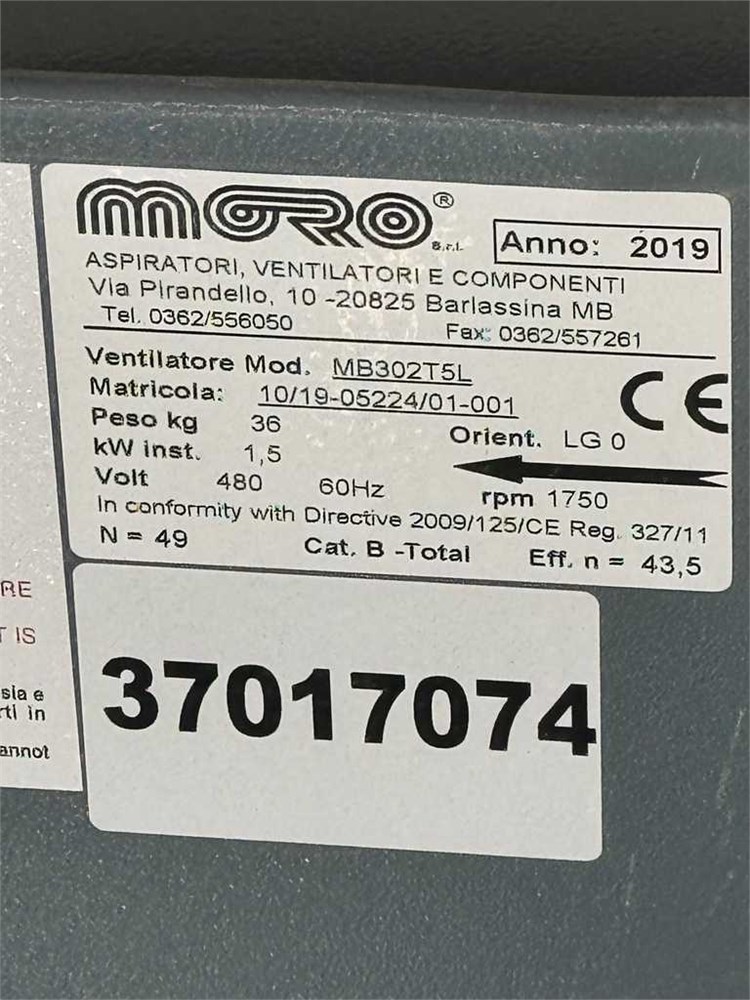 MORO® s.r.l.
Anno: 2019
ASPIRATORI, VENTILATORI E COMPONENTI
Via Pirandello, 10 -20825 Barlassina MB
Tel. 0362/556050 Fax: 0362/557261
Ventilatore Mod. MB302T5L
Matricola: 10/19-05224/01-001
CE
Peso kg 36
Orient. LG 0
kW inst. 1,5
Volt 480 60Hz
rpm 1750
In conformity with Directive 2009/125/CE Reg. 327/11
N = 49 Cat. B -Total Eff. n = 43,5
37017074
RE
T IS
sia e
rti in
annot